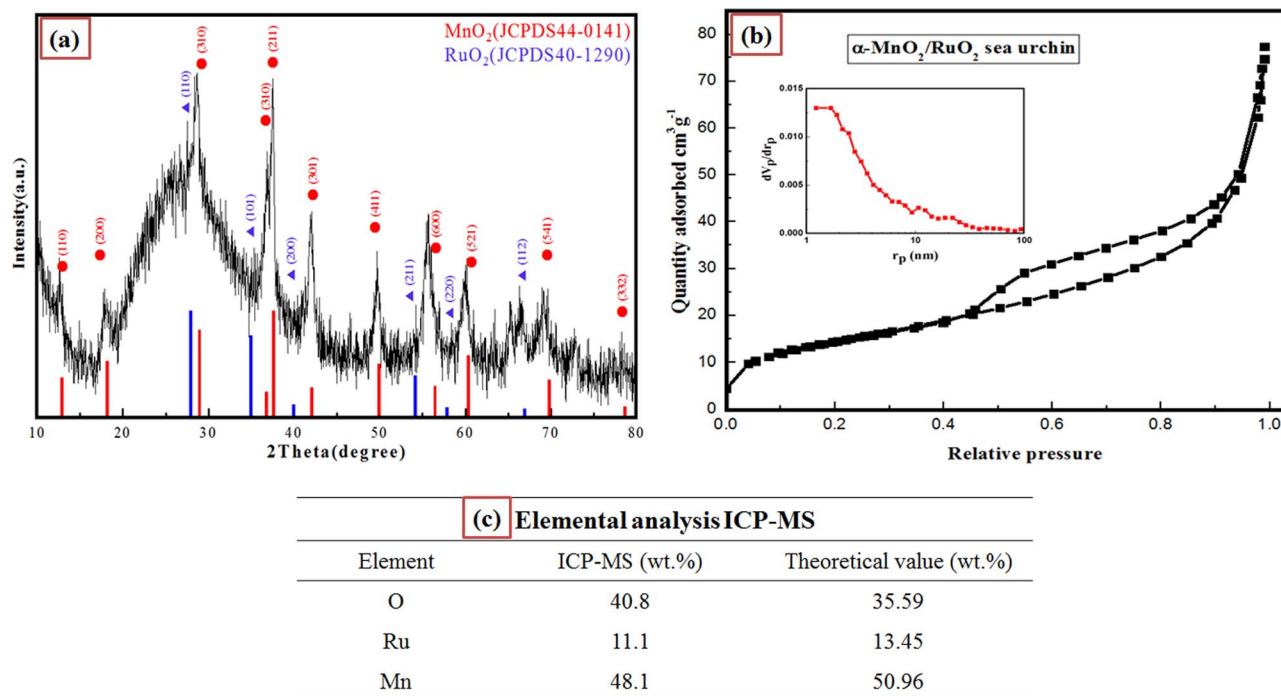 (a)
MnO₂(JCPDS44-0141)
RuO₂(JCPDS40-1290)
(110)
(200)
(110)
(310)
(101)
(310)
(211)
(200)
(301)
(411)
(211)
(600)
(220)
(521)
(112)
(541)
(332)
Intensity(a.u.)
10 20 30 40 50 60 70 80
2Theta(degree)
(b)
α-MnO₂/RuO₂ sea urchin
Quantity adsorbed cm³g⁻¹
80
70
60
50
40
30
20
10
0
0.0 0.2 0.4 0.6 0.8 1.0
Relative pressure
dVₚ/drₚ
0.015
0.010
0.005
0.000
1 10 100
rₚ (nm)
(c) Elemental analysis ICP-MS
Element ICP-MS (wt.%) Theoretical value (wt.%)
O 40.8 35.59
Ru 11.1 13.45
Mn 48.1 50.96